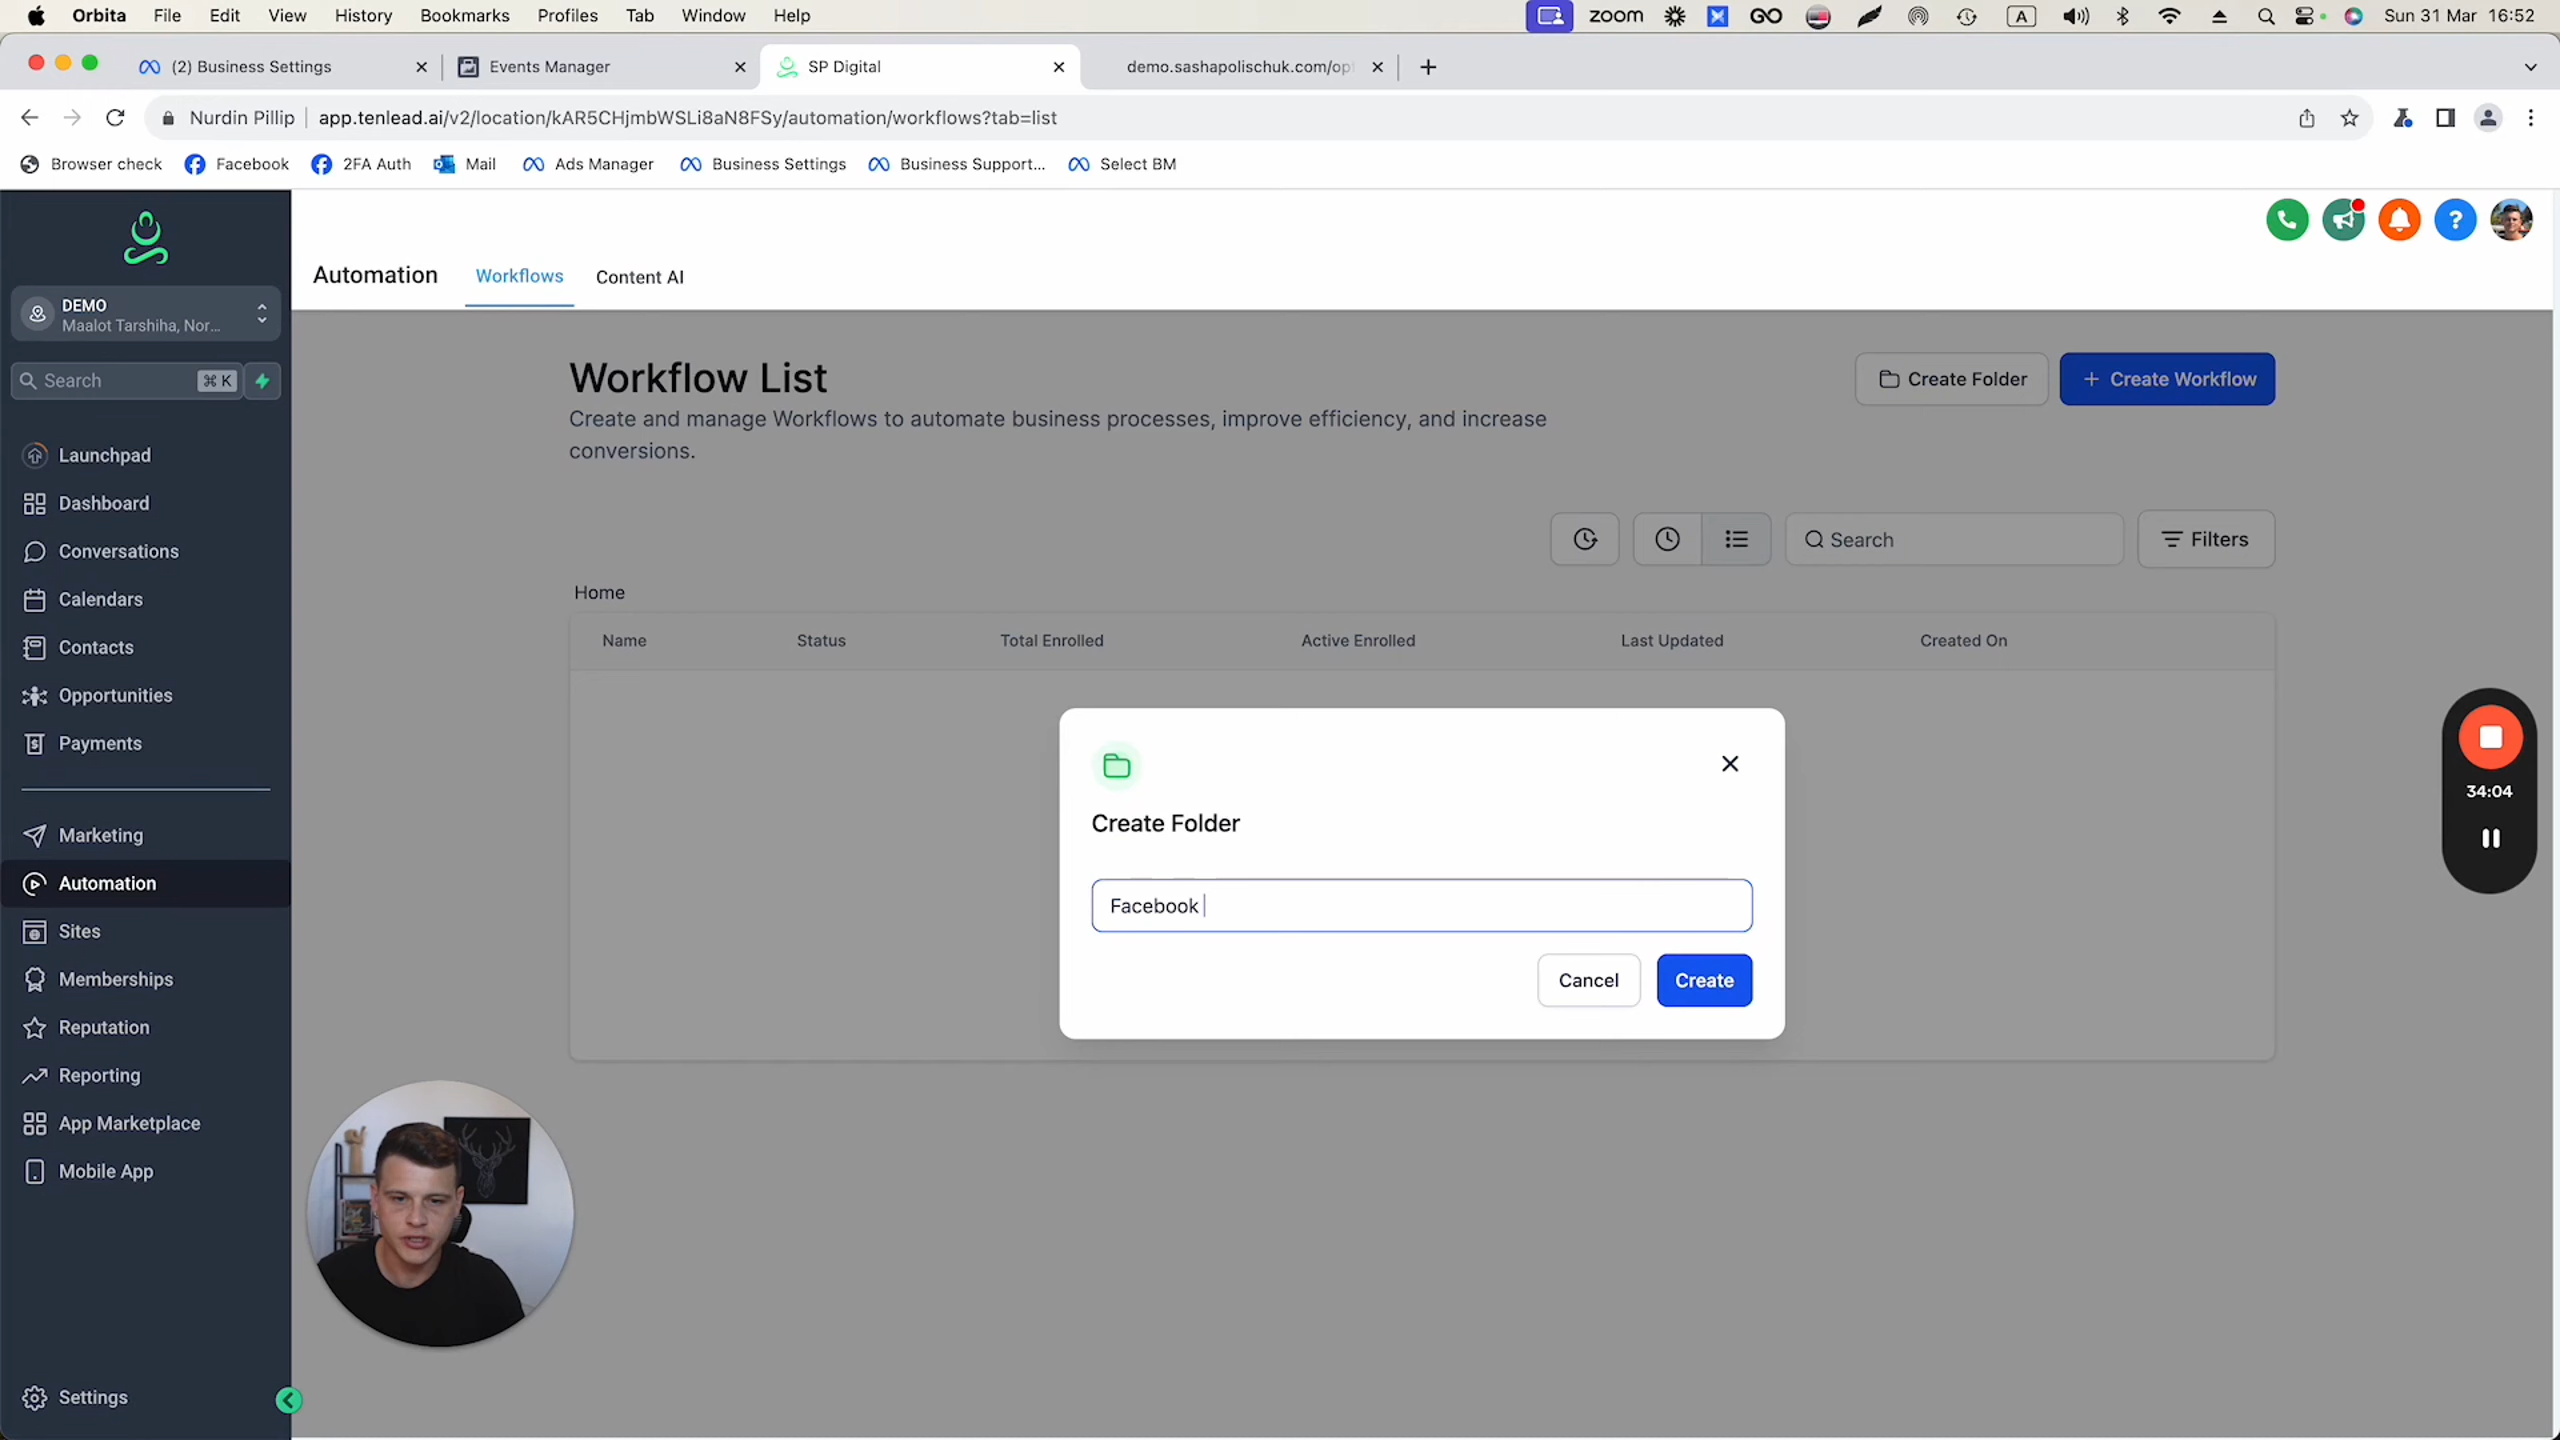 Orbita File Edit View History Bookmarks Profiles Tab Window Help zoom A Sun 31 Mar 16:52
(2) Business Settings Events Manager SP Digital demo.sashapolischuk.com/op
Nurdin Pillip app.tenlead.ai/v2/location/kAR5CHjmbWSLi8aN8FSy/automation/workflows?tab=list
Browser check Facebook 2FA Auth Mail Ads Manager Business Settings Business Support... Select BM
DEMO
Maalot Tarshiha, Nor...
Search ⌘ K
Launchpad
Dashboard
Conversations
Calendars
Contacts
Opportunities
Payments
Marketing
Automation
Sites
Memberships
Reputation
Reporting
App Marketplace
Mobile App
Settings
Automation Workflows Content AI
Workflow List
Create Folder + Create Workflow
Create and manage Workflows to automate business processes, improve efficiency, and increase
conversions.
Search Filters
Home
Name Status Total Enrolled Active Enrolled Last Updated Created On
Create Folder
Facebook
Cancel Create
34:04